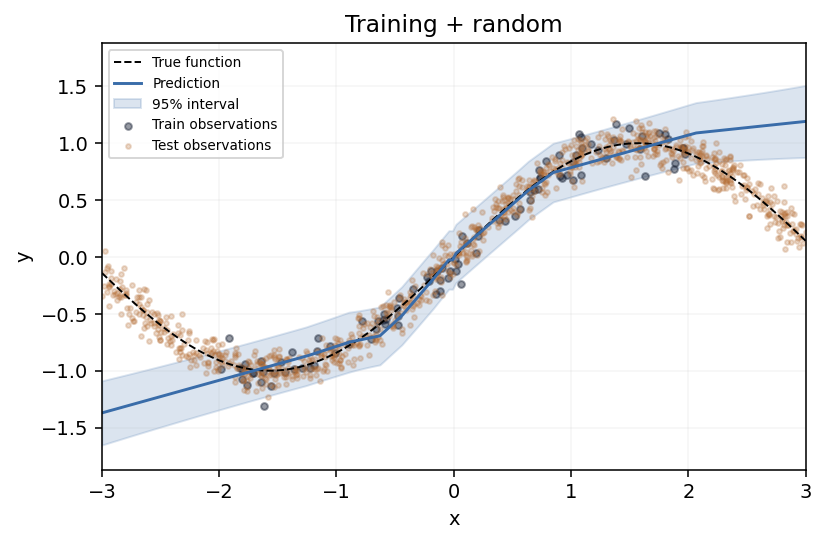 Training + random
True function
Prediction
95% interval
Train observations
Test observations
1.5
1.0
0.5
0.0
−0.5
−1.0
−1.5
y
−3
−2
−1
0
1
2
3
x